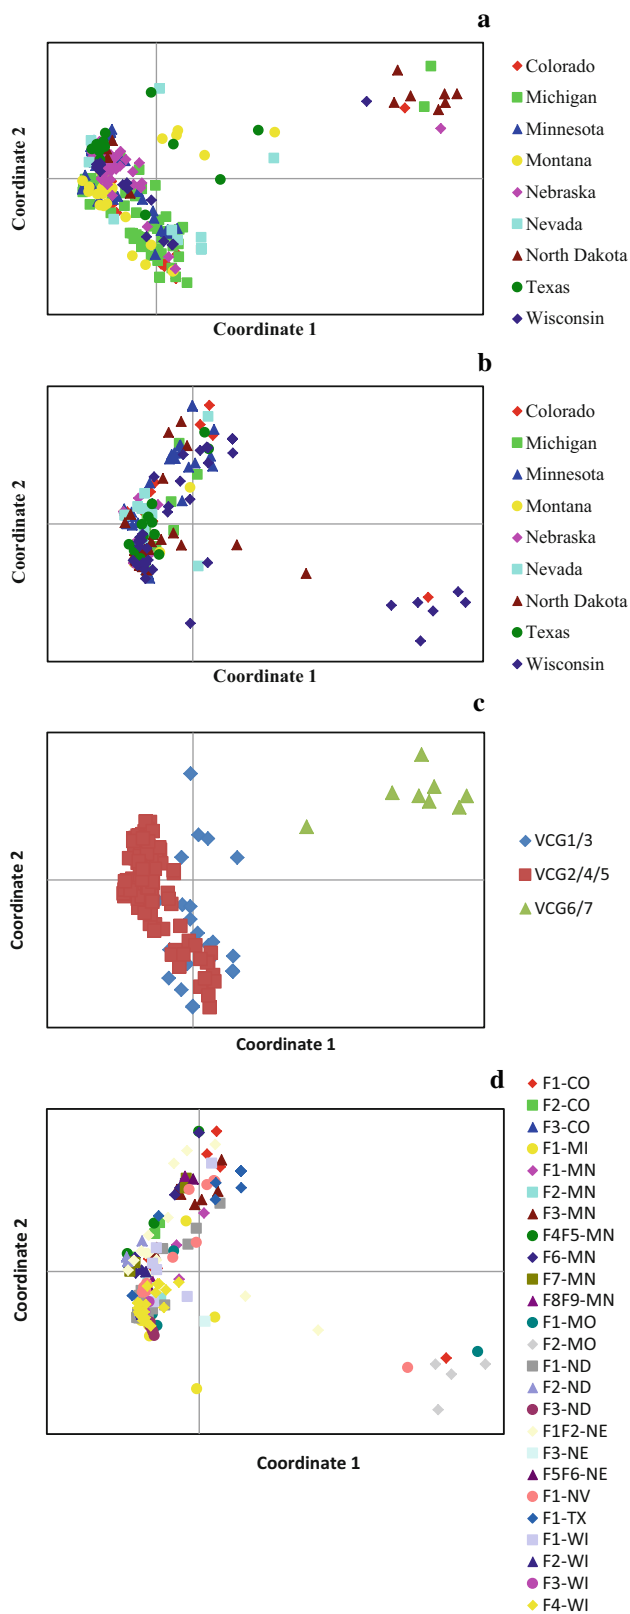 a
Coordinate 2
Coordinate 1
Colorado
Michigan
Minnesota
Montana
Nebraska
Nevada
North Dakota
Texas
Wisconsin
b
Coordinate 2
Coordinate 1
Colorado
Michigan
Minnesota
Montana
Nebraska
Nevada
North Dakota
Texas
Wisconsin
c
Coordinate 2
Coordinate 1
VCG1/3
VCG2/4/5
VCG6/7
d
Coordinate 2
Coordinate 1
F1-CO
F2-CO
F3-CO
F1-MI
F1-MN
F2-MN
F3-MN
F4F5-MN
F6-MN
F7-MN
F8F9-MN
F1-MO
F2-MO
F1-ND
F2-ND
F3-ND
F1F2-NE
F3-NE
F5F6-NE
F1-NV
F1-TX
F1-WI
F2-WI
F3-WI
F4-WI